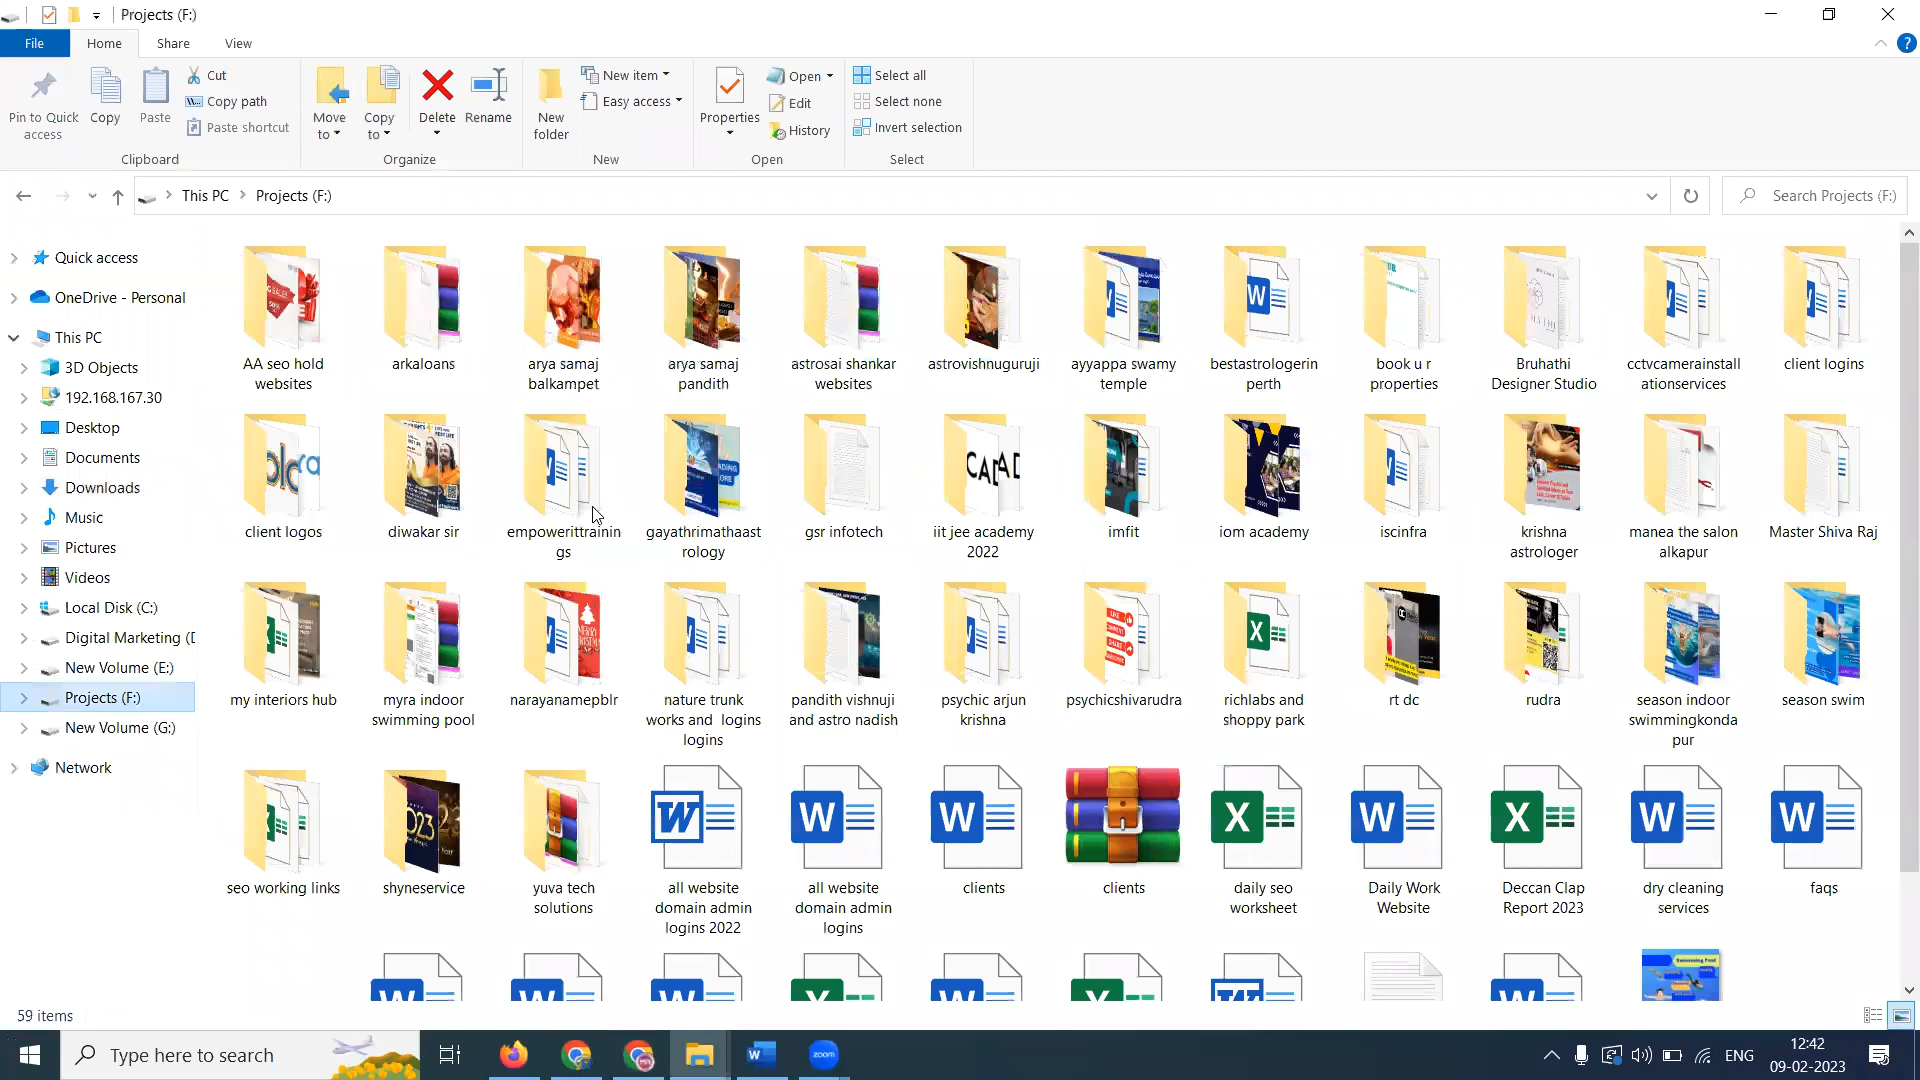 Projects (F:)
File Home Share View
Pin to Quick
access
Copy
Paste
Cut
Copy path
Paste shortcut
Clipboard
Move
to
Copy
to
Delete
Rename
Organize
New
folder
New item
Easy access
New
Properties
Open
Edit
History
Open
Select all
Select none
Invert selection
Select
This PC Projects (F:)
Search Projects (F:)
Quick access
OneDrive - Personal
This PC
3D Objects
192.168.167.30
Desktop
Documents
Downloads
Music
Pictures
Videos
Local Disk (C:)
Digital Marketing (D
New Volume (E:)
Projects (F:)
New Volume (G:)
Network
AA seo hold
websites
arkaloans
arya samaj
balkampet
arya samaj
pandith
astrosai shankar
websites
astrovishnuguruji
ayyappa swamy
temple
bestastrologerin
perth
book u r
properties
Bruhathi
Designer Studio
cctvcamerainstall
ationservices
client logins
client logos
diwakar sir
empowerittrainin
gs
gayathrimathaast
rology
gsr infotech
iit jee academy
2022
imfit
iom academy
iscinfra
krishna
astrologer
manea the salon
alkapur
Master Shiva Raj
my interiors hub
myra indoor
swimming pool
narayanamepblr
nature trunk
works and logins
logins
pandith vishnuji
and astro nadish
psychic arjun
krishna
psychicshivarudra
richlabs and
shoppy park
rt dc
rudra
season indoor
swimmingkonda
pur
season swim
seo working links
shyneservice
yuva tech
solutions
all website
domain admin
logins 2022
all website
domain admin
logins
clients
clients
daily seo
worksheet
Daily Work
Website
Deccan Clap
Report 2023
dry cleaning
services
faqs
59 items
Type here to search
zoom
ENG
12:42
09-02-2023